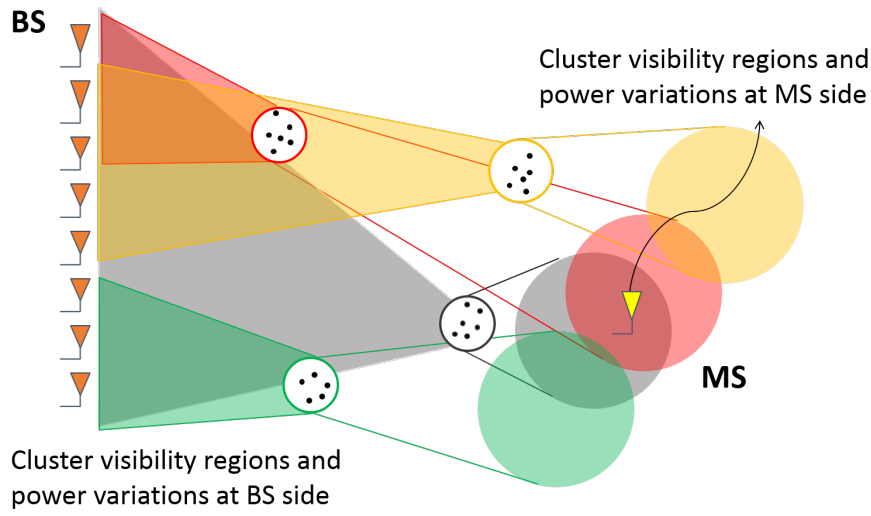 BS
Cluster visibility regions and
power variations at MS side
MS
Cluster visibility regions and
power variations at BS side